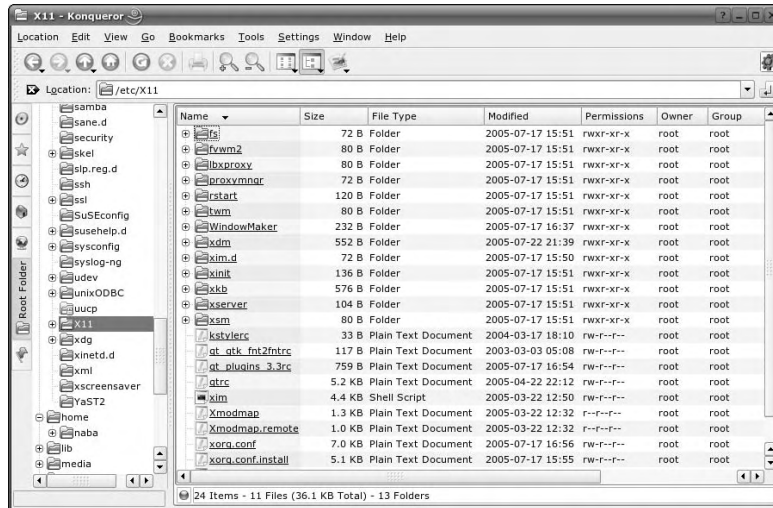 X11 - Konqueror
Location Edit View Go Bookmarks Tools Settings Window Help
Location: /etc/X11
Root Folder
samba
sane.d
security
skel
slp.reg.d
ssh
ssl
SuSEconfig
susehelp.d
sysconfig
syslog-ng
udev
unixODBC
uucp
X11
xdg
xinetd.d
xml
xscreensaver
YaST2
home
naba
lib
media
Name Size File Type Modified Permissions Owner Group
fs 72 B Folder 2005-07-17 15:51 rwxr-xr-x root root
fvwm2 80 B Folder 2005-07-17 15:51 rwxr-xr-x root root
lbxproxy 80 B Folder 2005-07-17 15:51 rwxr-xr-x root root
proxymngr 72 B Folder 2005-07-17 15:51 rwxr-xr-x root root
rstart 120 B Folder 2005-07-17 15:51 rwxr-xr-x root root
twm 80 B Folder 2005-07-17 15:51 rwxr-xr-x root root
WindowMaker 232 B Folder 2005-07-17 16:37 rwxr-xr-x root root
xdm 552 B Folder 2005-07-22 21:39 rwxr-xr-x root root
xim.d 72 B Folder 2005-07-17 15:50 rwxr-xr-x root root
xinit 136 B Folder 2005-07-17 15:51 rwxr-xr-x root root
xkb 576 B Folder 2005-07-17 15:51 rwxr-xr-x root root
xserver 104 B Folder 2005-07-17 15:51 rwxr-xr-x root root
xsm 80 B Folder 2005-07-17 15:51 rwxr-xr-x root root
kstylerc 33 B Plain Text Document 2004-03-17 18:10 rw-r--r-- root root
qt_gtk_fnt2fntrc 117 B Plain Text Document 2003-03-03 05:08 rw-r--r-- root root
qt_plugins_3.3rc 759 B Plain Text Document 2005-07-17 16:54 rw-r--r-- root root
qtrc 5.2 KB Plain Text Document 2005-04-22 22:12 rw-r--r-- root root
xim 4.4 KB Shell Script 2005-03-22 12:50 rw-r--r-- root root
Xmodmap 1.3 KB Plain Text Document 2005-03-22 12:32 r--r--r-- root root
Xmodmap.remote 1.0 KB Plain Text Document 2005-03-22 12:32 r--r--r-- root root
xorg.conf 7.0 KB Plain Text Document 2005-07-17 16:56 rw-r--r-- root root
xorg.conf.install 5.1 KB Plain Text Document 2005-07-17 15:55 rw-r--r-- root root
24 Items - 11 Files (36.1 KB Total) - 13 Folders